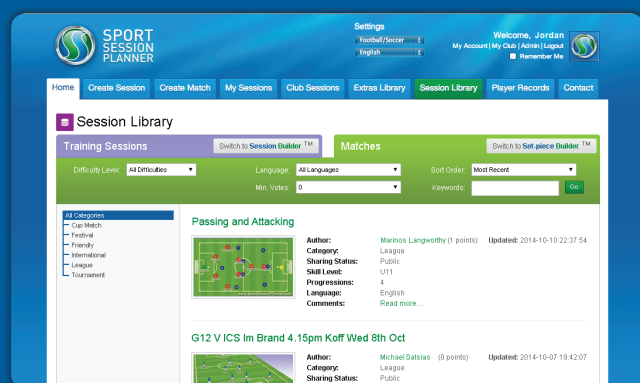 SPORT
SESSION
PLANNER
Settings
Football/Soccer
English
Welcome, Jordan
My Account | My Club | Admin | Logout
Remember Me
Home
Create Session
Create Match
My Sessions
Club Sessions
Extras Library
Session Library
Player Records
Contact
Session Library
Training Sessions
Switch to Session Builder TM
Matches
Switch to Set-piece Builder TM
Difficulty Level: All Difficulties
Language: All Languages
Sort Order: Most Recent
Min. Votes: 0
Keywords:
Go
All Categories
Cup Match
Festival
Friendly
International
League
Tournament
Passing and Attacking
Author: Marinos Langworthy (1 points) Updated: 2014-10-10 22:37:54
Category: League
Sharing Status: Public
Skill Level: U11
Progressions: 4
Language: English
Comments: Read more...
G12 V ICS Im Brand 4.15pm Koff Wed 8th Oct
Author: Michael Satsias (0 points) Updated: 2014-10-07 19:42:07
Category: League
Sharing Status: Public